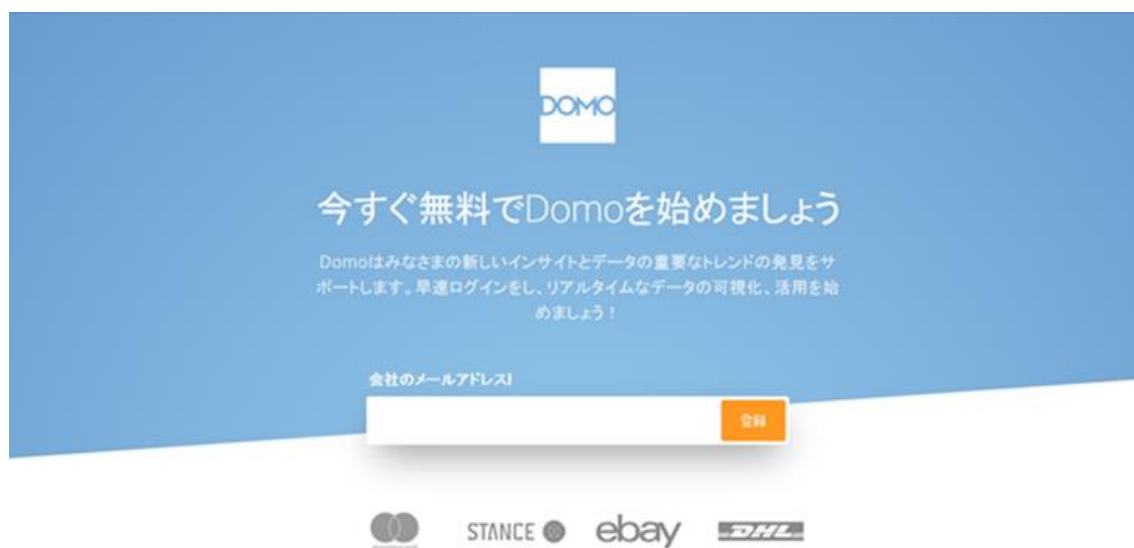 DOMO
今すぐ無料でDomoを始めましょう
Domoはみなさまの新しいインサイトとデータの重要なトレンドの発見をサ
ポートします。早速ログインをし、リアルタイムなデータの可視化、活用を始
めましょう！
会社のメールアドレスl
登録
STANCE ebay DHL